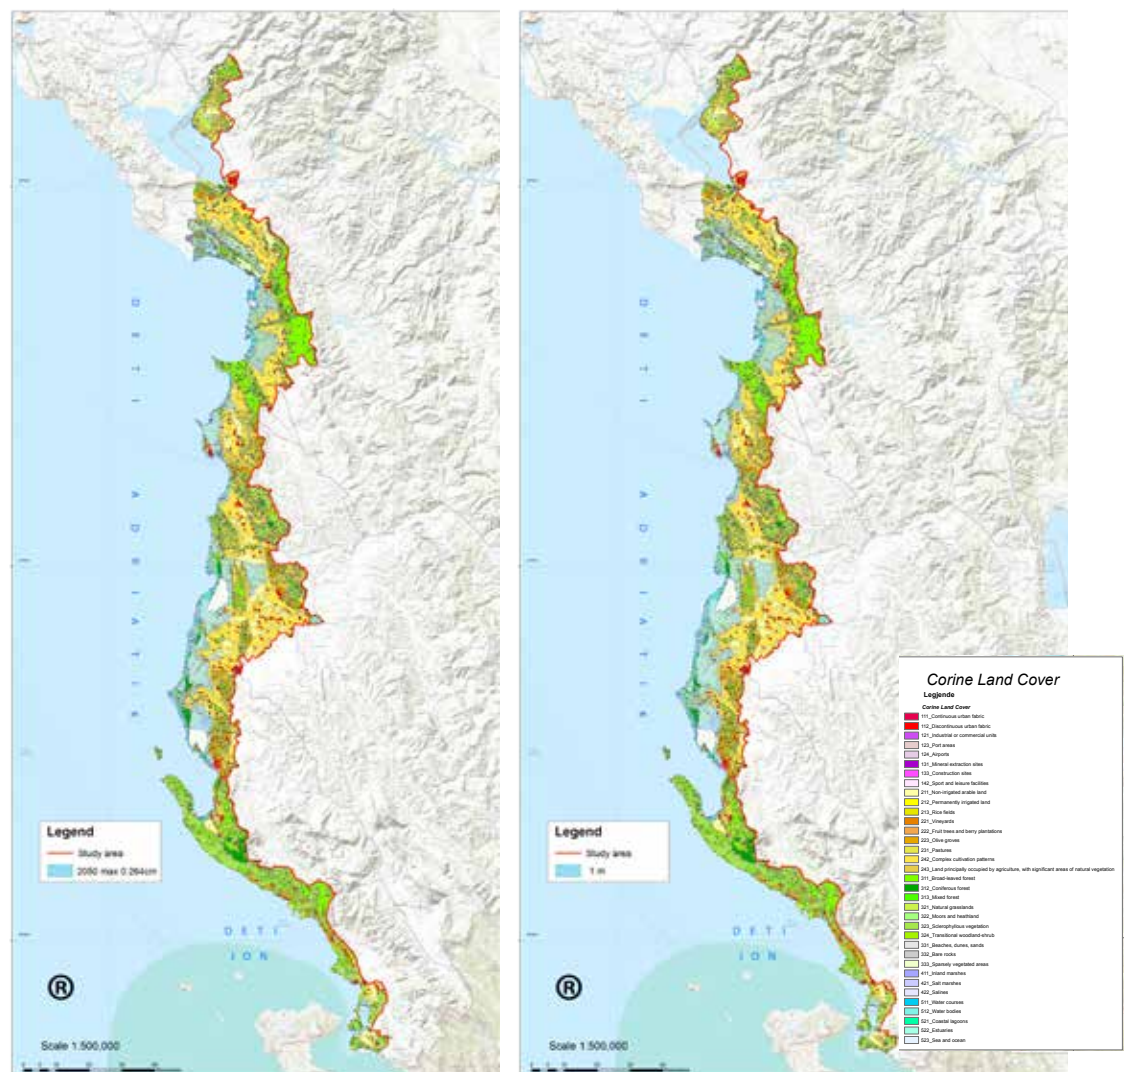 DETI
ADRIATIK
Legend
Study area
2050 max 0.264cm
DETI
ION
®
Scale 1:500,000
DETI
ADRIATIK
Legend
Study area
1 m
DETI
ION
®
Scale 1:500,000
Corine Land Cover
Legjende
Corine Land Cover
111_Continuous urban fabric
112_Discontinuous urban fabric
121_Industrial or commercial units
123_Port areas
124_Airports
131_Mineral extraction sites
133_Construction sites
142_Sport and leisure facilities
211_Non-irrigated arable land
212_Permanently irrigated land
213_Rice fields
221_Vineyards
222_Fruit trees and berry plantations
223_Olive groves
231_Pastures
242_Complex cultivation patterns
243_Land principally occupied by agriculture, with significant areas of natural vegetation
311_Broad-leaved forest
312_Coniferous forest
313_Mixed forest
321_Natural grasslands
322_Moors and heathland
323_Sclerophyllous vegetation
324_Transitional woodland-shrub
331_Beaches, dunes, sands
332_Bare rocks
333_Sparsely vegetated areas
411_Inland marshes
421_Salt marshes
422_Salines
511_Water courses
512_Water bodies
521_Coastal lagoons
522_Estuaries
523_Sea and ocean